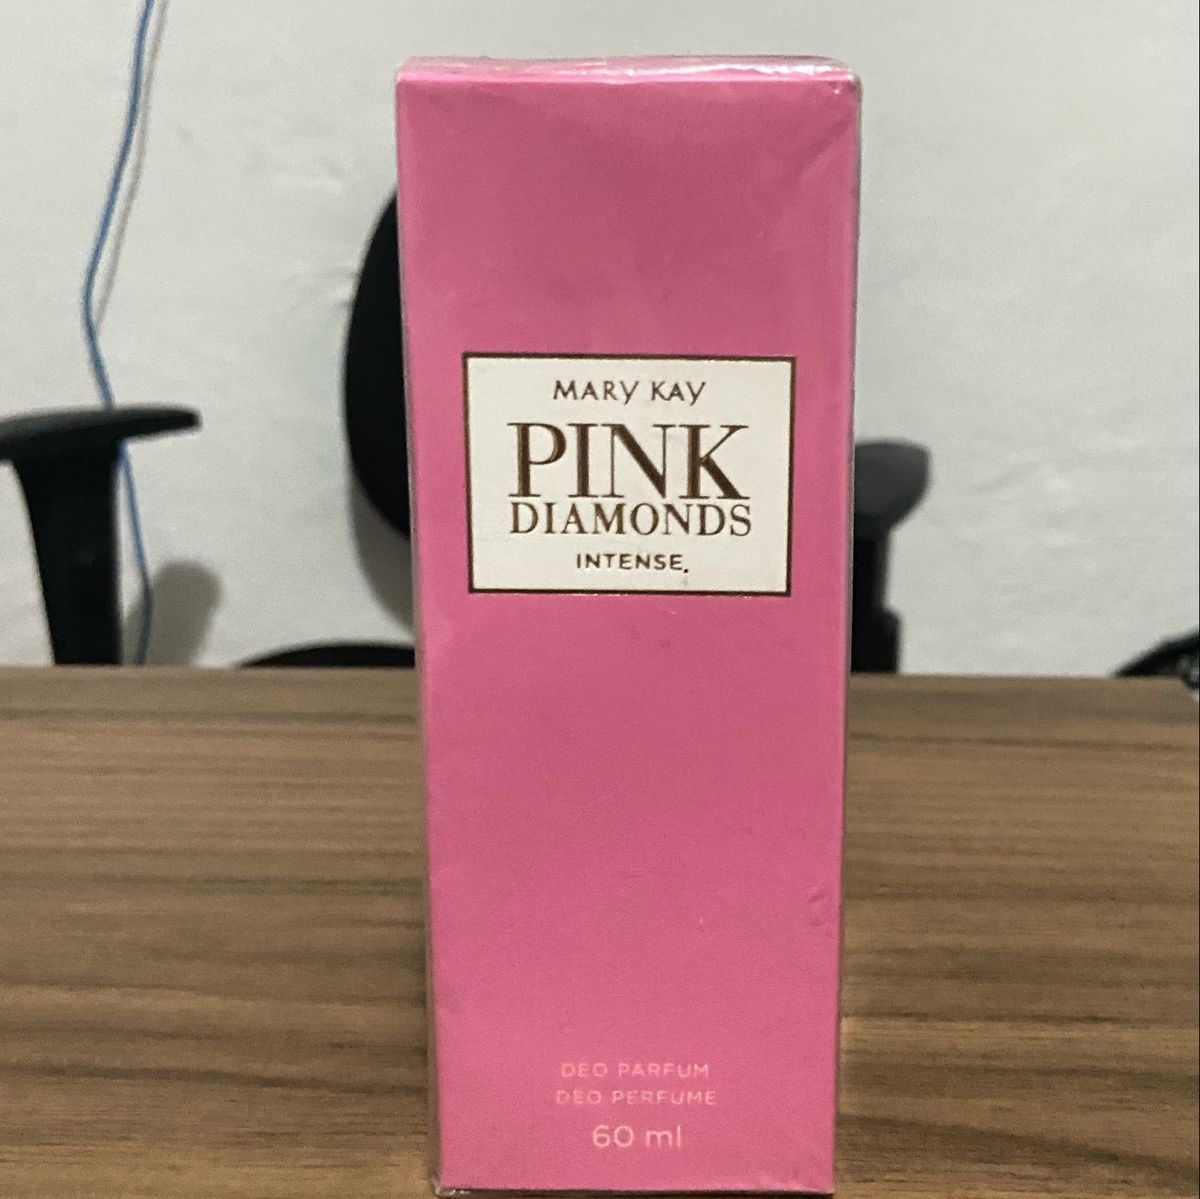 MARY KAY
PINK
DIAMONDS
INTENSE.
DEO PARFUM
DEO PERFUME
60 ml